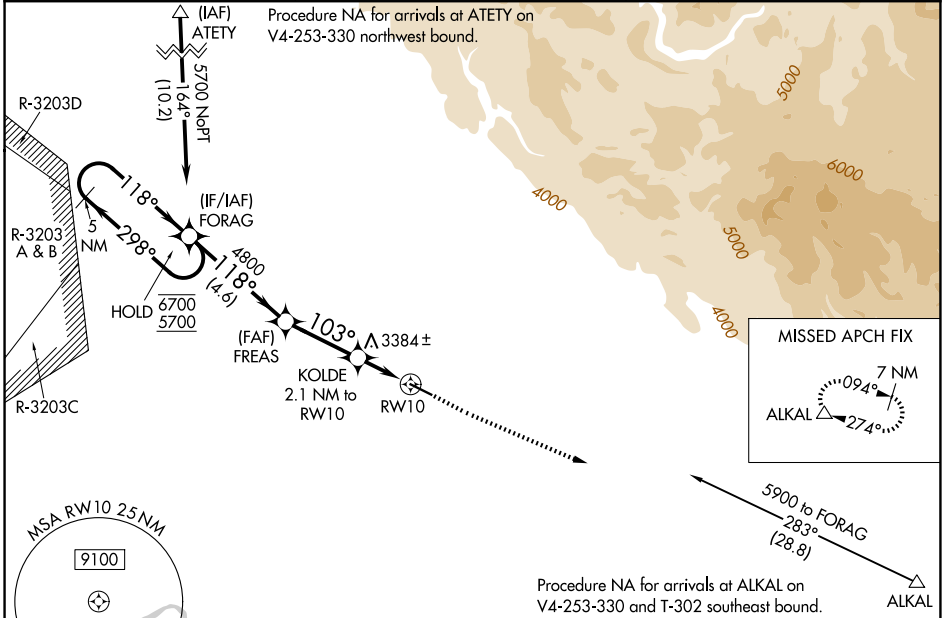 (IAF)
ATETY
Procedure NA for arrivals at ATETY on
V4-253-330 northwest bound.
5700 NoPT
164°
(10.2)
R-3203D
5000
6000
4000
5000
4000
118°
(IF/IAF)
FORAG
R-3203
A & B
5
NM
298°
4800
118°
(4.6)
HOLD
6700
5700
(FAF)
FREAS
103°
3384 ±
KOLDE
2.1 NM to
RW10
RW10
R-3203C
MISSED APCH FIX
7 NM
094°
ALKAL
274°
MSA RW10 25 NM
9100
5900 to FORAG
283°
(28.8)
ALKAL
Procedure NA for arrivals at ALKAL on
V4-253-330 and T-302 southeast bound.